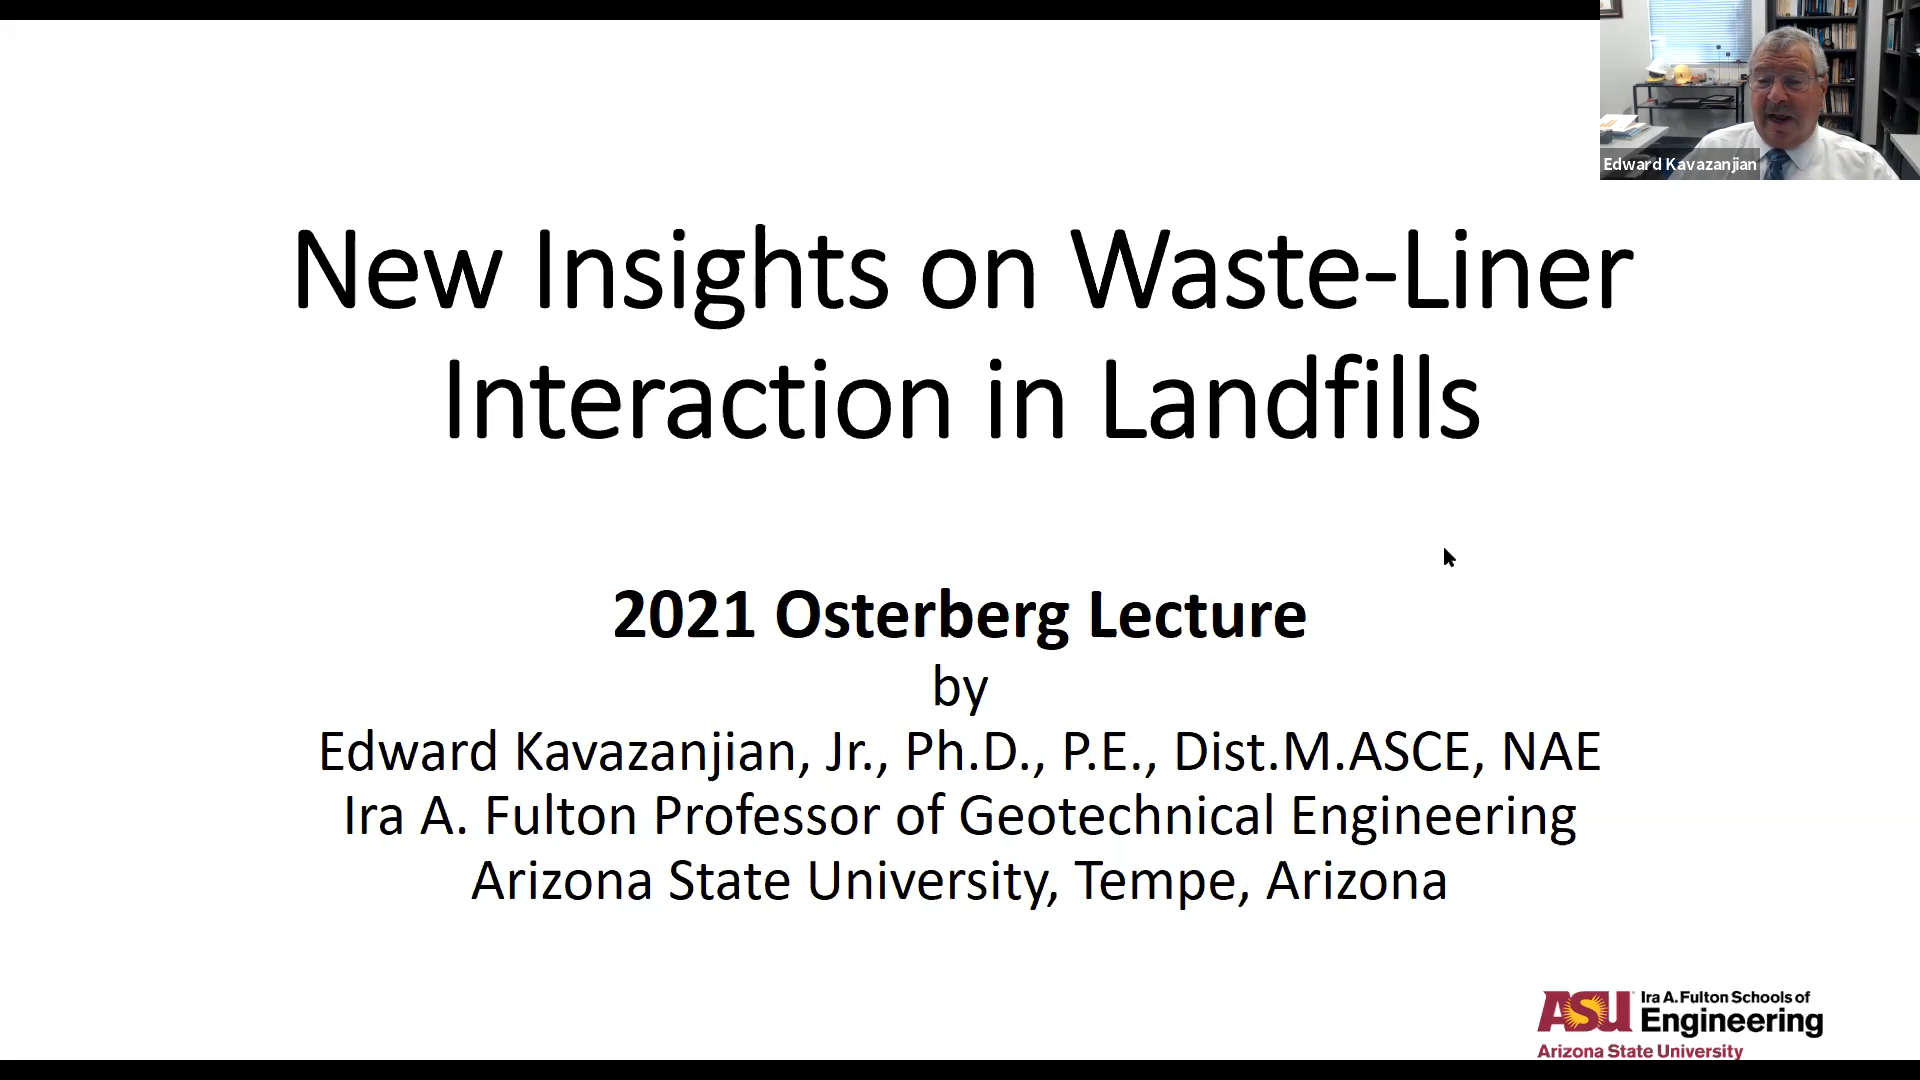 Edward Kavazanjian
New Insights on Waste-Liner
Interaction in Landfills
2021 Osterberg Lecture
by
Edward Kavazanjian, Jr., Ph.D., P.E., Dist.M.ASCE, NAE
Ira A. Fulton Professor of Geotechnical Engineering
Arizona State University, Tempe, Arizona
ASU Ira A. Fulton Schools of
Engineering
Arizona State University